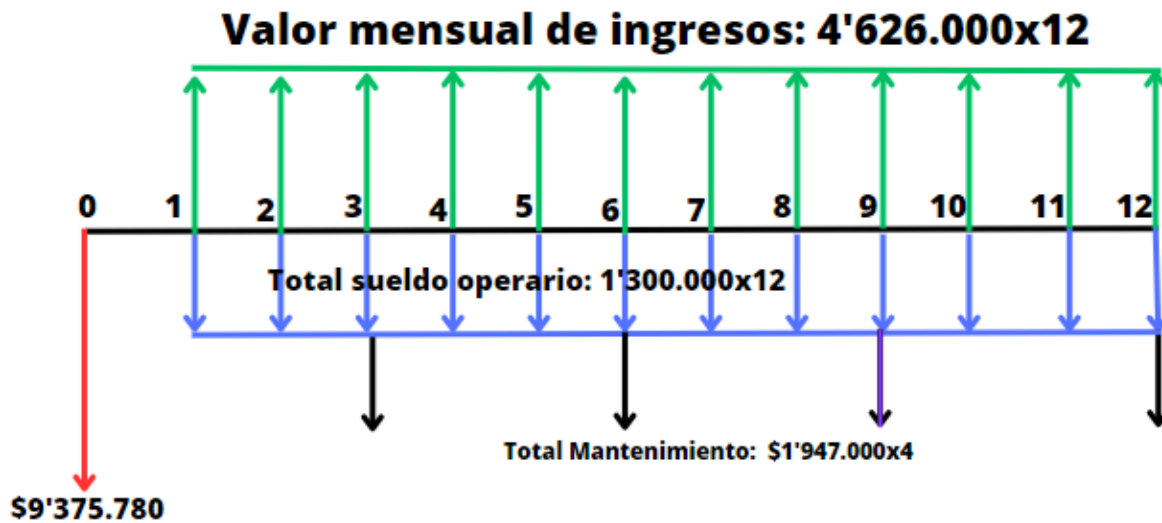 Valor mensual de ingresos: 4'626.000x12
0 1 2 3 4 5 6 7 8 9 10 11 12
Total sueldo operario: 1'300.000x12
Total Mantenimiento: $1'947.000x4
$9'375.780